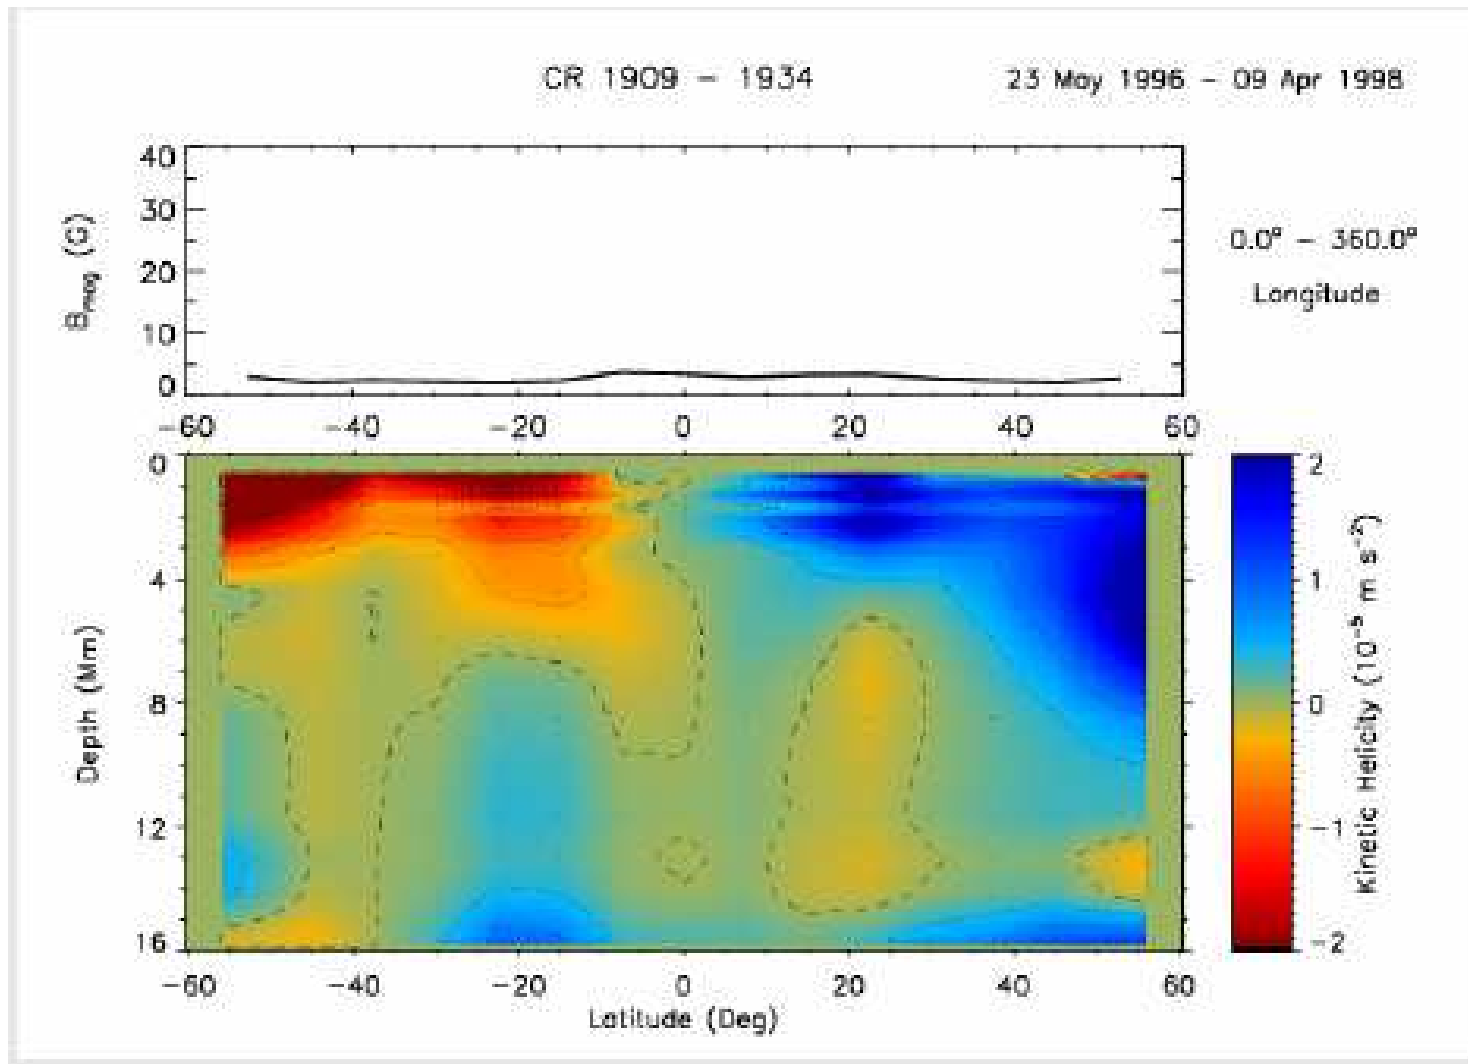 CR 1909 - 1934
23 May 1996 - 09 Apr 1998
40
30
20
10
0
B_mag (G)
0.0° - 360.0°
Longitude
-60 -40 -20 0 20 40 60
0
4
8
12
16
Depth (Mm)
-60 -40 -20 0 20 40 60
Latitude (Deg)
2
1
0
-1
-2
Kinetic Helicity (10⁻⁵ m s⁻²)